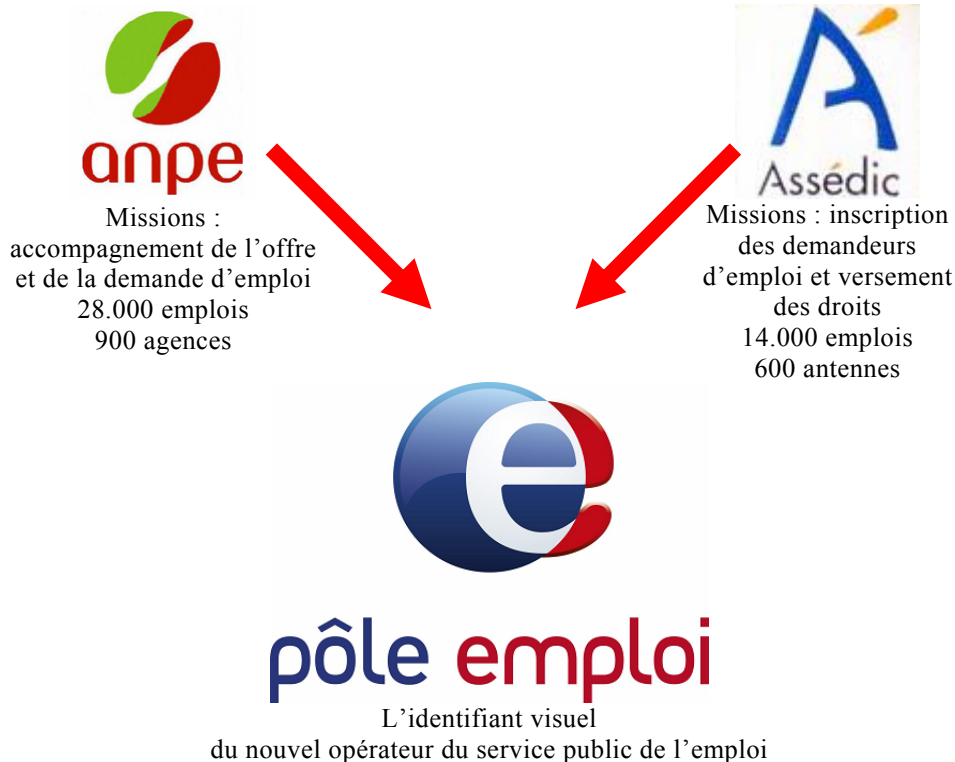 anpe
Missions :
accompagnement de l’offre
et de la demande d’emploi
28.000 emplois
900 agences
Assédic
Missions : inscription
des demandeurs
d’emploi et versement
des droits
14.000 emplois
600 antennes
e
pôle emploi
L’identifiant visuel
du nouvel opérateur du service public de l’emploi